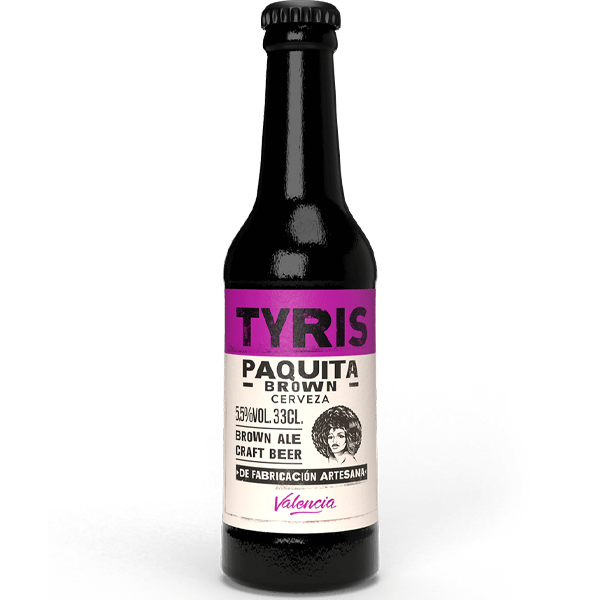 TYRIS
PAQUITA
BROWN
CERVEZA
5,5%VOL. 33CL.
BROWN ALE
CRAFT BEER
DE FABRICACIÓN ARTESANA
Valencia